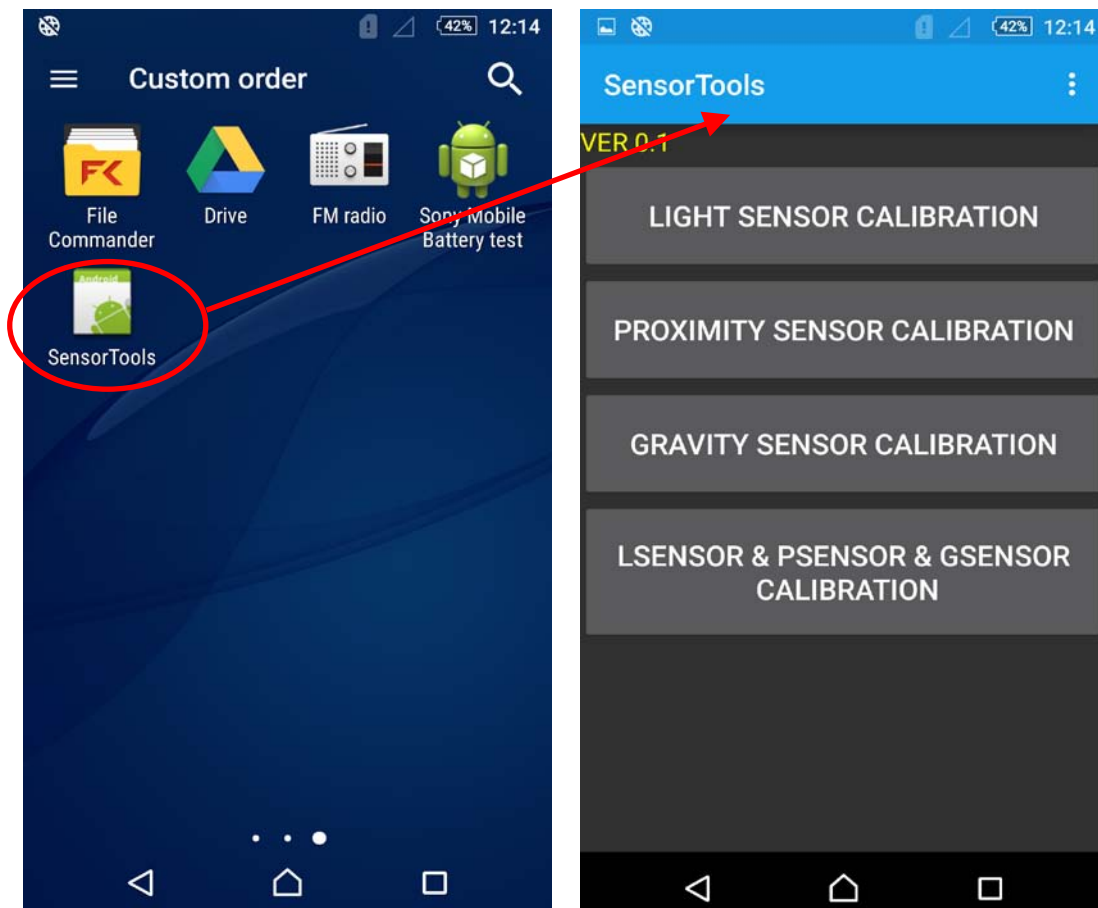 42% 12:14
Custom order
FK
File
Commander
Drive
FM radio
Sony Mobile
Battery test
Android
SensorTools
42% 12:14
SensorTools
VER 0.1
LIGHT SENSOR CALIBRATION
PROXIMITY SENSOR CALIBRATION
GRAVITY SENSOR CALIBRATION
LSENSOR & PSENSOR & GSENSOR
CALIBRATION